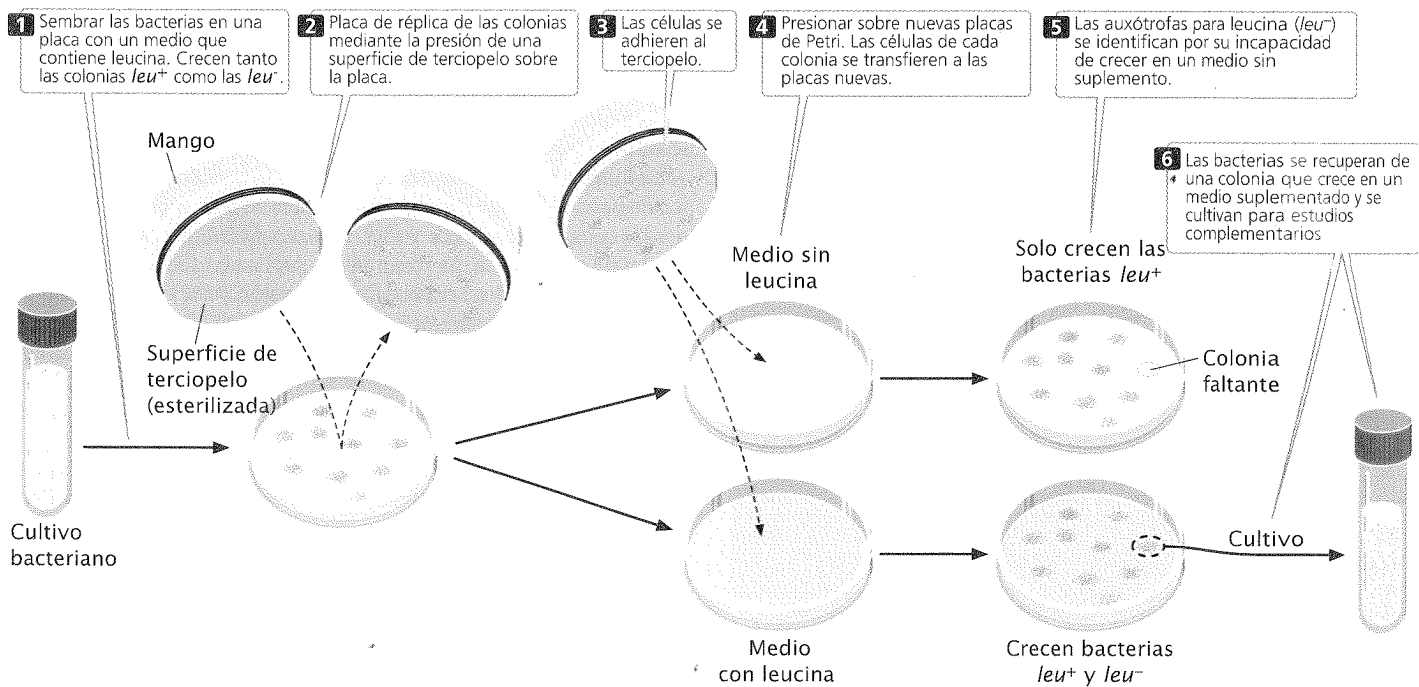 1 Sembrar las bacterias en una
placa con un medio que
contiene leucina. Crecen tanto
las colonias leu+ como las leu-.
2 Placa de réplica de las colonias
mediante la presión de una
superficie de terciopelo sobre
la placa.
3 Las células se
adhieren al
terciopelo.
4 Presionar sobre nuevas placas
de Petri. Las células de cada
colonia se transfieren a las
placas nuevas.
5 Las auxótrofas para leucina (leu–)
se identifican por su incapacidad
de crecer en un medio sin
suplemento.
6 Las bacterias se recuperan de
una colonia que crece en un
medio suplementado y se
cultivan para estudios
complementarios
Mango
Superficie de
terciopelo
(esterilizada)
Cultivo
bacteriano
Medio sin
leucina
Solo crecen las
bacterias leu+
Colonia
faltante
Medio
con leucina
Crecen bacterias
leu+ y leu–
Cultivo